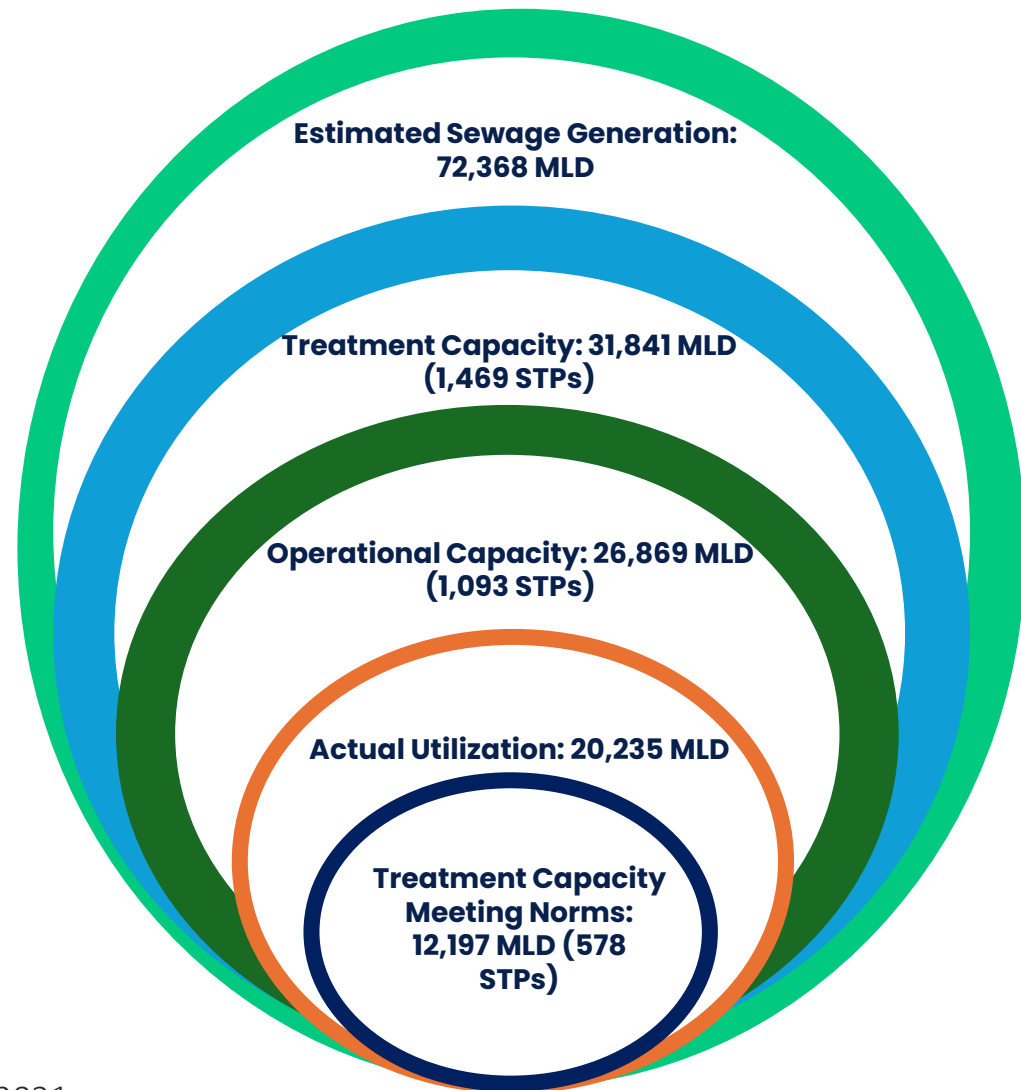 Estimated Sewage Generation:
72,368 MLD
Treatment Capacity: 31,841 MLD
(1,469 STPs)
Operational Capacity: 26,869 MLD
(1,093 STPs)
Actual Utilization: 20,235 MLD
Treatment Capacity
Meeting Norms:
12,197 MLD (578
STPs)